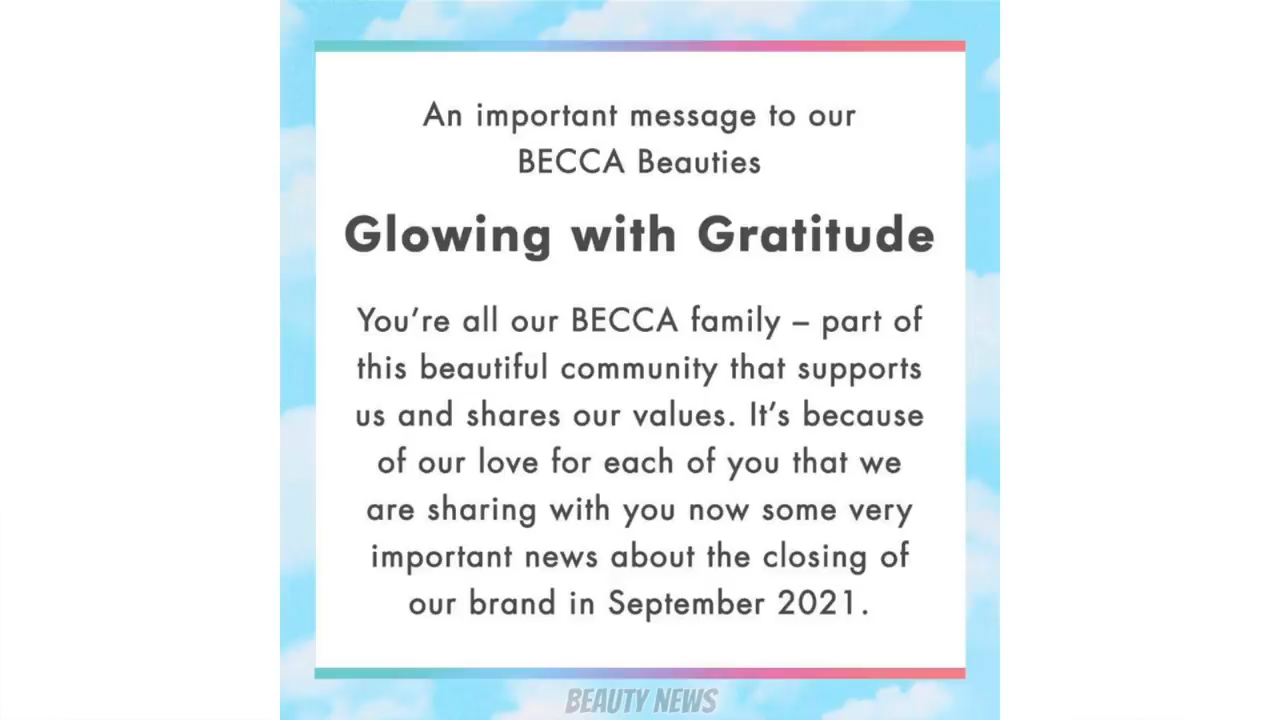 An important message to our
BECCA Beauties
Glowing with Gratitude
You’re all our BECCA family – part of
this beautiful community that supports
us and shares our values. It’s because
of our love for each of you that we
are sharing with you now some very
important news about the closing of
our brand in September 2021.
BEAUTY NEWS